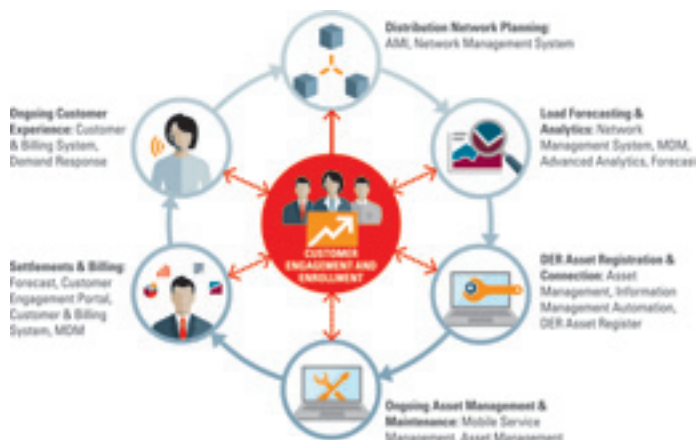 Distribution Network Planning:
AMI, Network Management System
Load Forecasting &
Analytics: Network
Management System, MDM,
Advanced Analytics, Forecast
DER Asset Registration &
Connection: Asset
Management, Information
Management Automation,
DER Asset Register
Ongoing Asset Management &
Maintenance: Mobile Service
Management, Asset Management
Settlements & Billing:
Forecast, Customer
Engagement Portal,
Customer & Billing
System, MDM
Ongoing Customer
Experience: Customer
& Billing System,
Demand Response
CUSTOMER
ENGAGEMENT AND
ENROLLMENT